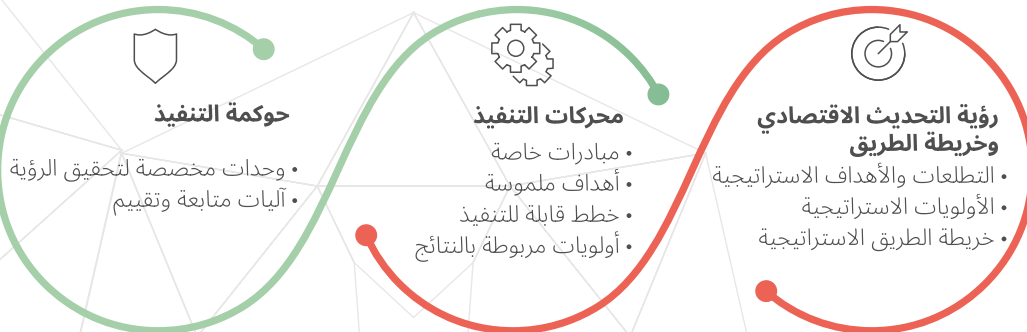 رؤية التحديث الاقتصادي
وخريطة الطريق
• التطلعات والأهداف الاستراتيجية
• الأولويات الاستراتيجية
• خريطة الطريق الاستراتيجية
محركات التنفيذ
• مبادرات خاصة
• أهداف ملموسة
• خطط قابلة للتنفيذ
• أولويات مربوطة بالنتائج
حوكمة التنفيذ
• وجدات مخصصة لتحقيق الرؤية
• آليات متابعة وتقييم